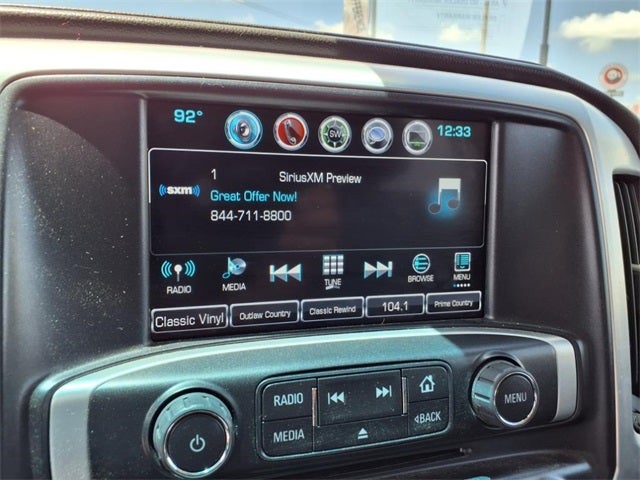 92°
SW
12:33
1
SiriusXM Preview
((sxm))
Great Offer Now!
844-711-8800
RADIO
MEDIA
TUNE
BROWSE
MENU
Classic Vinyl
Outlaw Country
Classic Rewind
104.1
Prime Country
RADIO
MEDIA
BACK
MENU